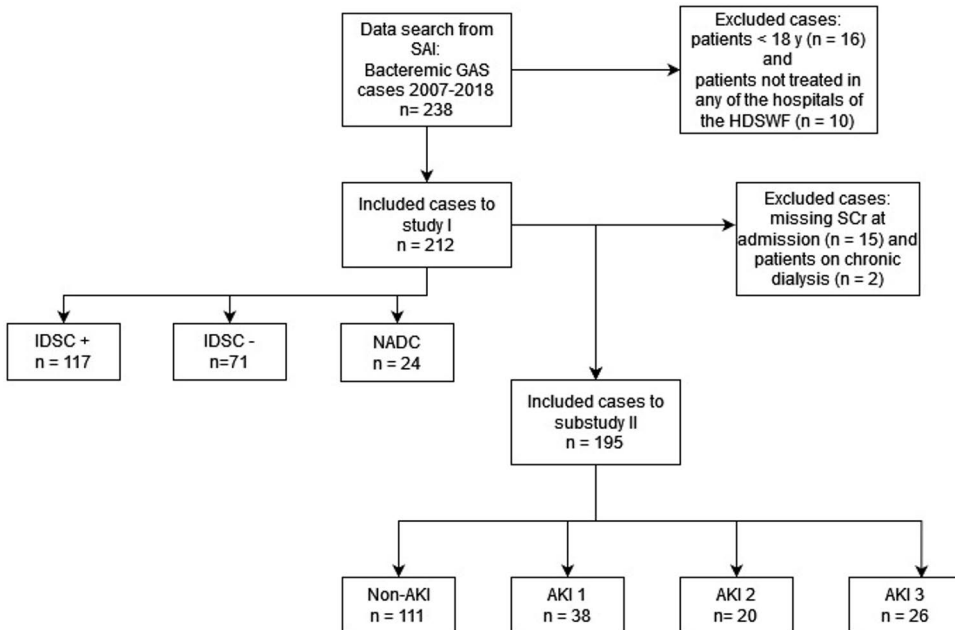 Data search from
SAI:
Bacteremic GAS
cases 2007-2018
n= 238
Excluded cases:
patients < 18 y (n = 16)
and
patients not treated in
any of the hospitals of
the HDSWF (n = 10)
Included cases to
study I
n = 212
Excluded cases:
missing SCr at
admission (n = 15) and
patients on chronic
dialysis (n = 2)
IDSC +
n = 117
IDSC -
n=71
NADC
n = 24
Included cases to
substudy II
n = 195
Non-AKI
n = 111
AKI 1
n = 38
AKI 2
n= 20
AKI 3
n = 26